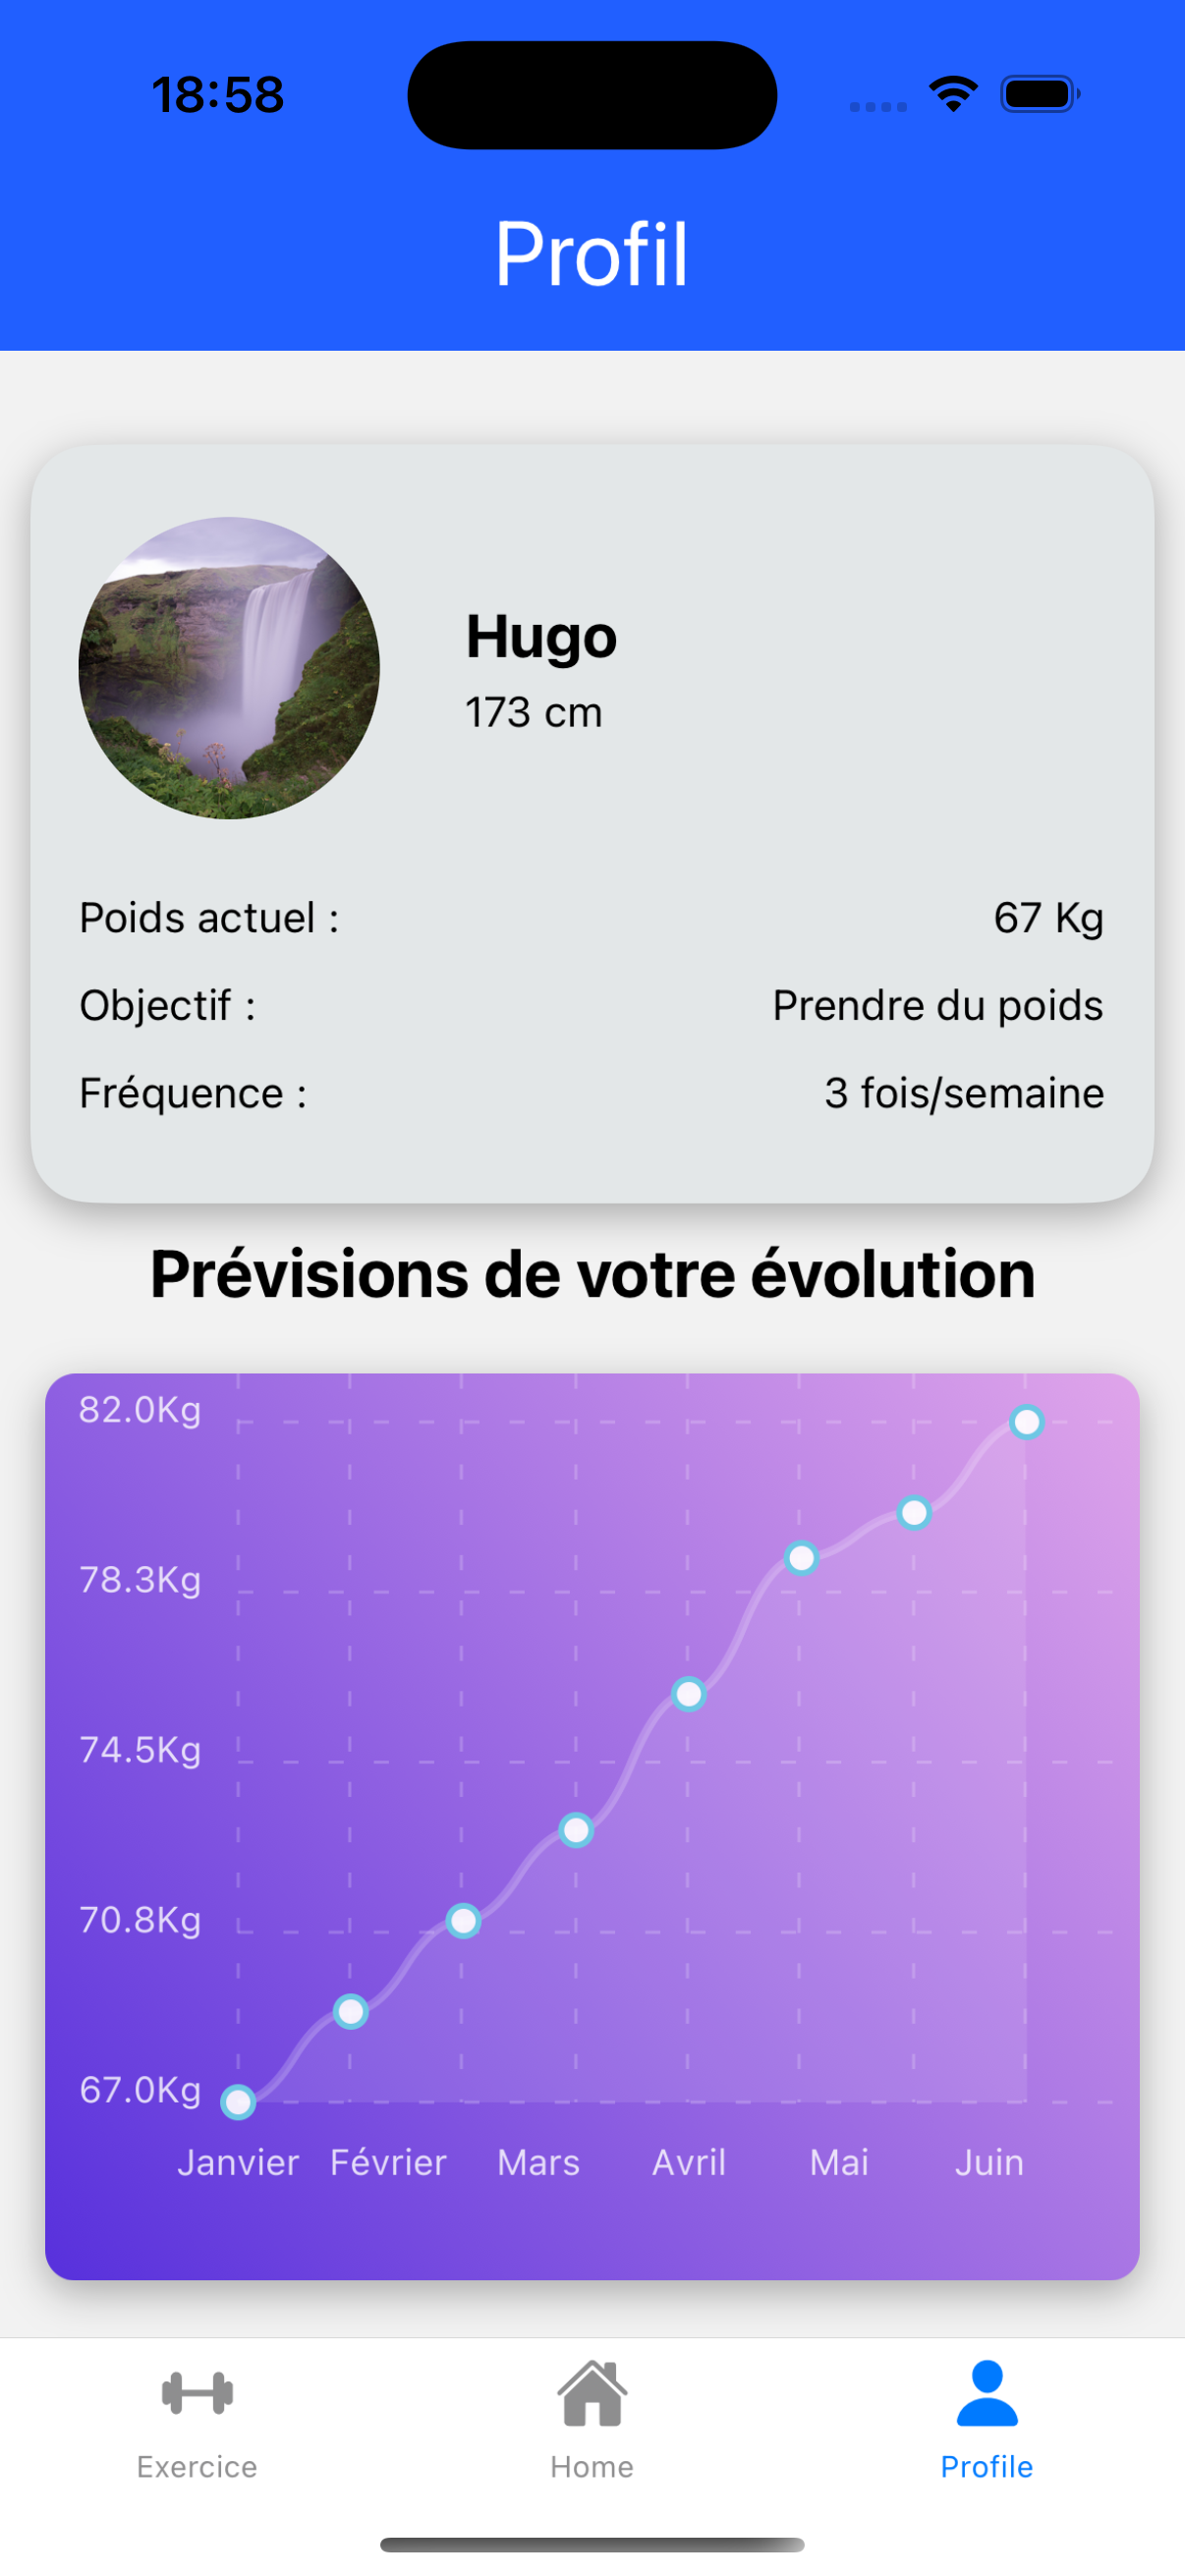 18:58
Profil
Hugo
173 cm
Poids actuel : 67 Kg
Objectif : Prendre du poids
Fréquence : 3 fois/semaine
Prévisions de votre évolution
82.0Kg
78.3Kg
74.5Kg
70.8Kg
67.0Kg
Janvier Février Mars Avril Mai Juin
Exercice Home Profile